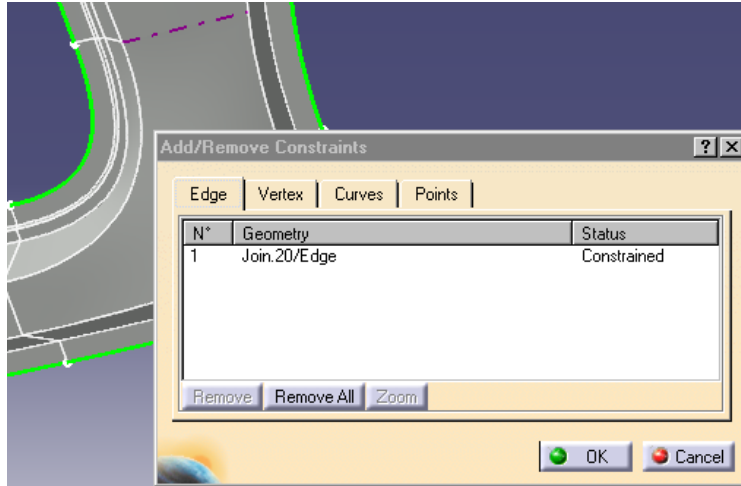 Add/Remove Constraints
Edge Vertex Curves Points
N° Geometry Status
1 Join.20/Edge Constrained
Remove Remove All Zoom
OK Cancel